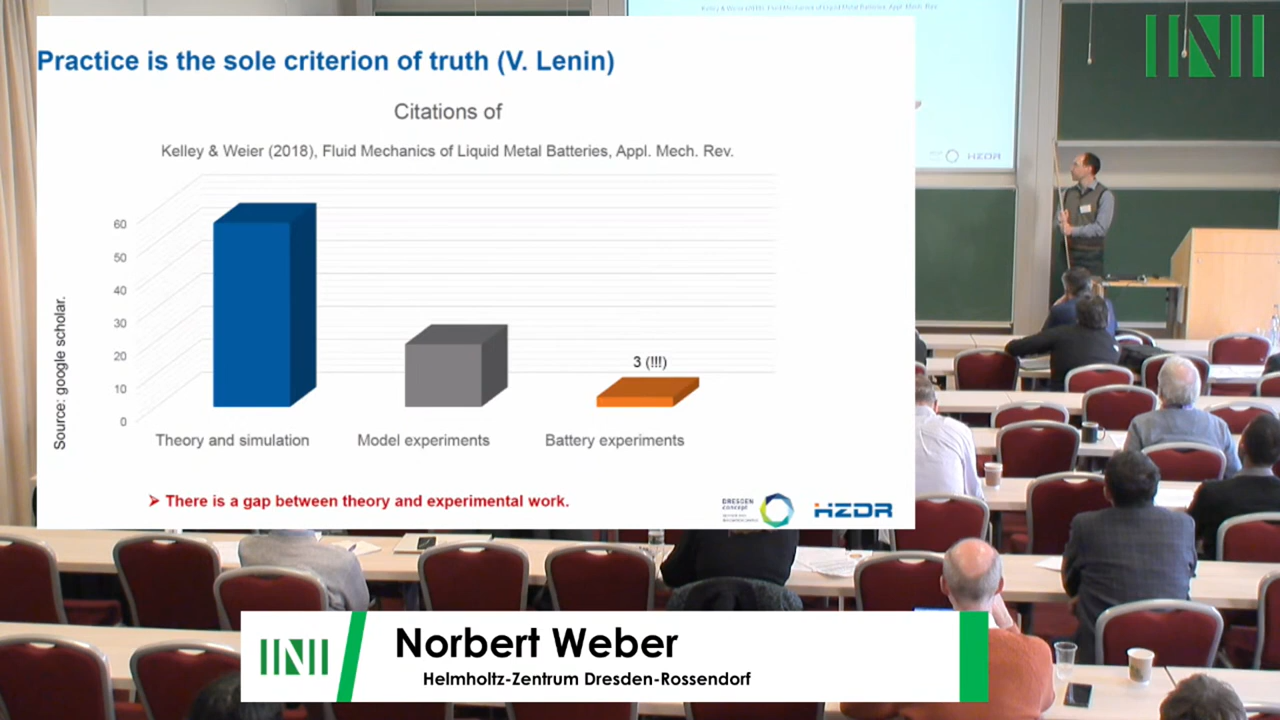 Practice is the sole criterion of truth (V. Lenin)
Citations of
Kelley & Weier (2018), Fluid Mechanics of Liquid Metal Batteries, Appl. Mech. Rev.
60
50
40
30
20
10
0
3 (!!!)
Source: google scholar.
Theory and simulation
Model experiments
Battery experiments
➢ There is a gap between theory and experimental work.
DRESDEN
concept
HZDR
HZDR
Norbert Weber
Helmholtz-Zentrum Dresden-Rossendorf